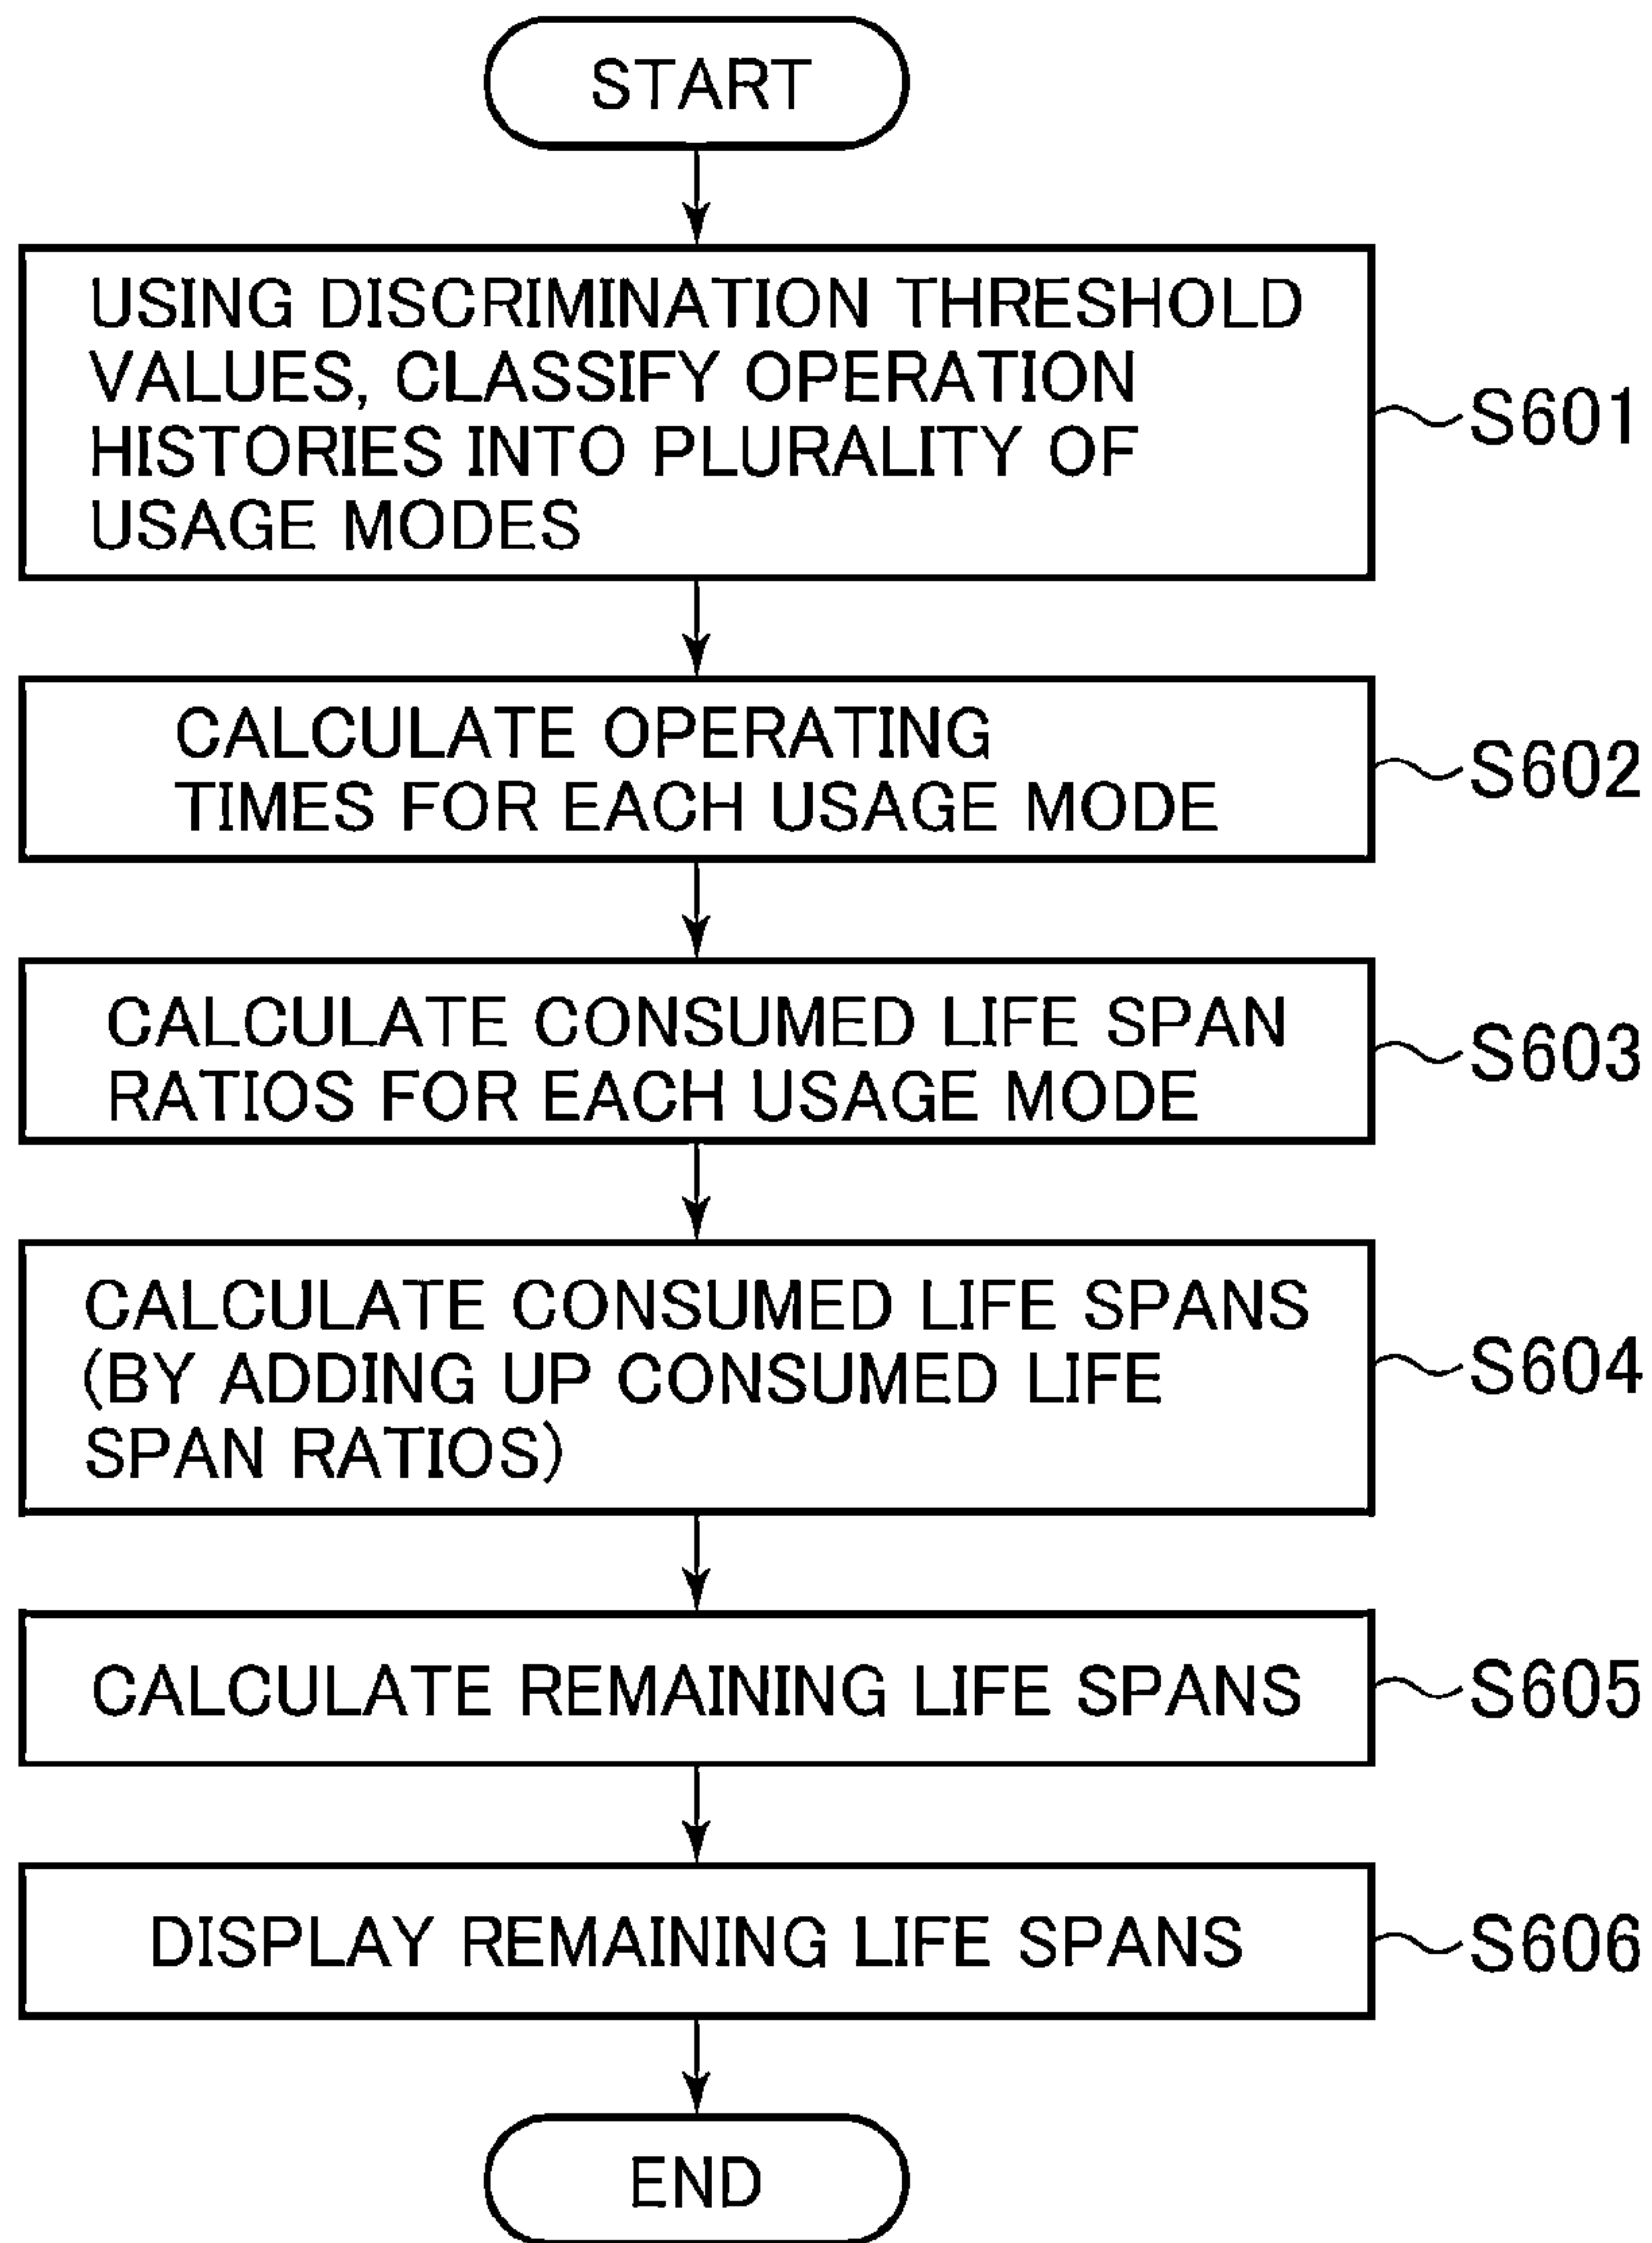 START
USING DISCRIMINATION THRESHOLD
VALUES, CLASSIFY OPERATION
HISTORIES INTO PLURALITY OF
USAGE MODES
S601
CALCULATE OPERATING
TIMES FOR EACH USAGE MODE
S602
CALCULATE CONSUMED LIFE SPAN
RATIOS FOR EACH USAGE MODE
S603
CALCULATE CONSUMED LIFE SPANS
(BY ADDING UP CONSUMED LIFE
SPAN RATIOS)
S604
CALCULATE REMAINING LIFE SPANS
S605
DISPLAY REMAINING LIFE SPANS
S606
END